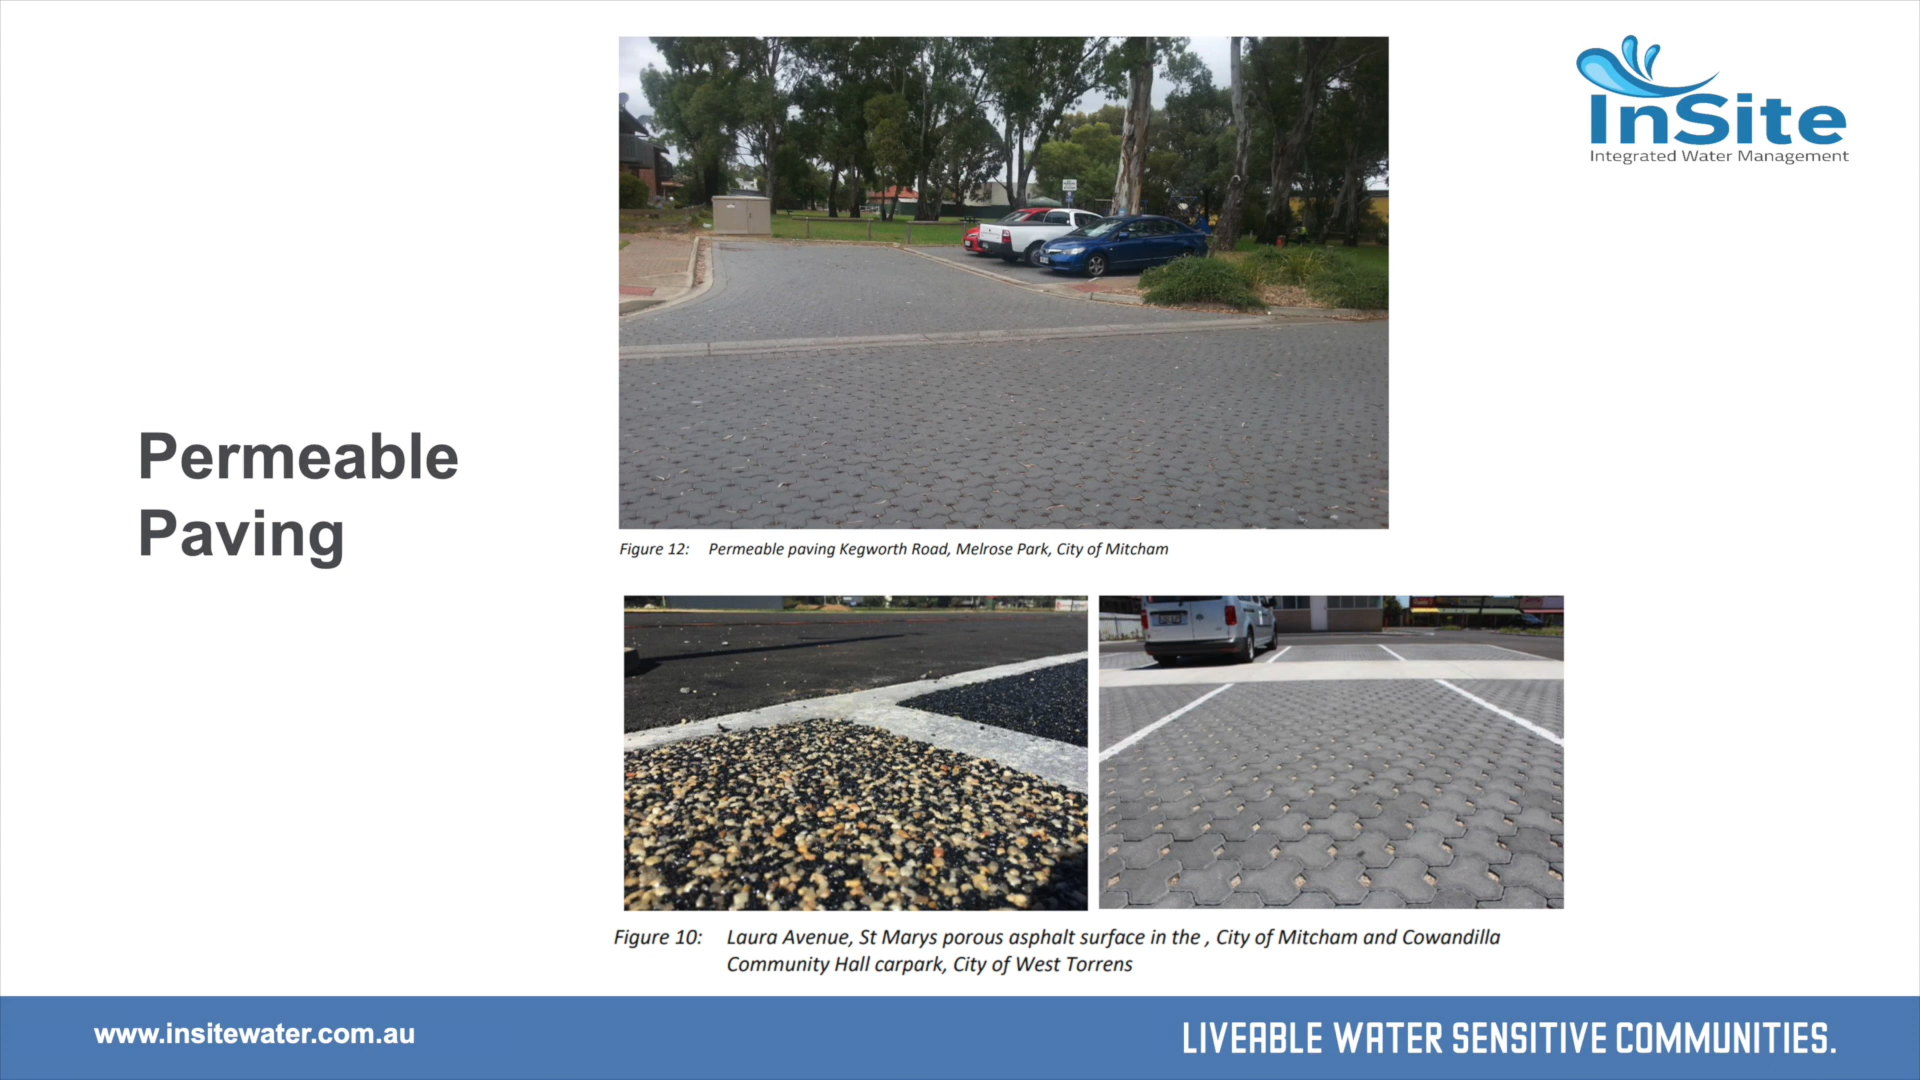 InSite
Integrated Water Management
Permeable
Paving
Figure 12: Permeable paving Kegworth Road, Melrose Park, City of Mitcham
Figure 10: Laura Avenue, St Marys porous asphalt surface in the , City of Mitcham and Cowandilla
Community Hall carpark, City of West Torrens
www.insitewater.com.au
LIVEABLE WATER SENSITIVE COMMUNITIES.